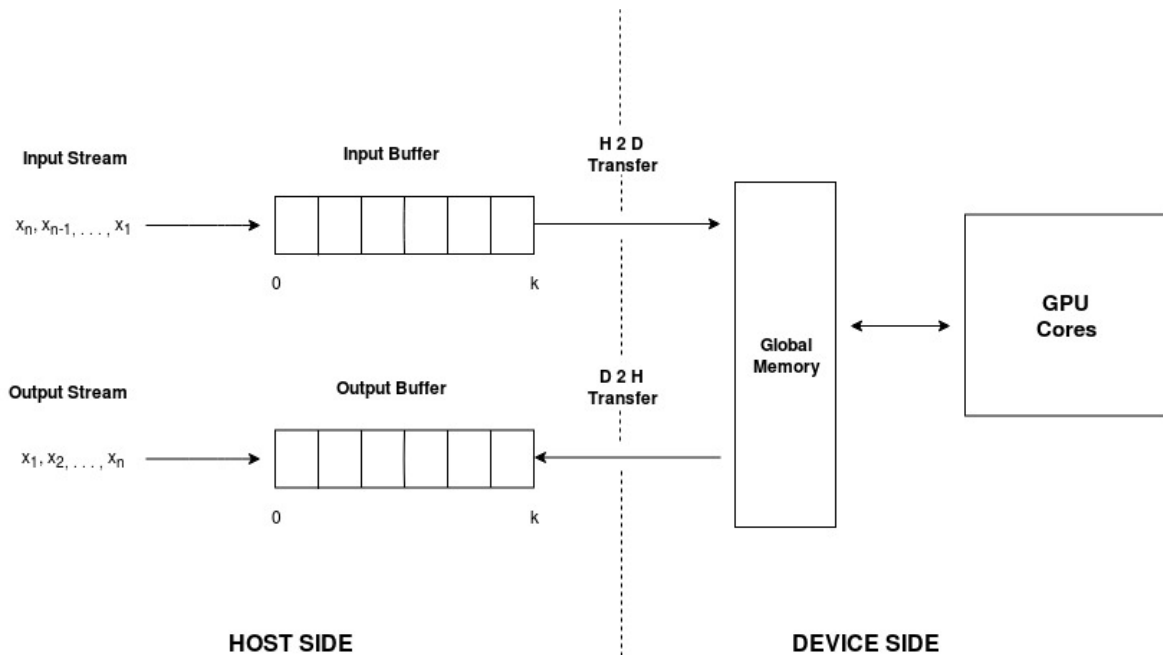 Input Stream
xn, xn-1, . . . , x1
Input Buffer
0 k
H 2 D
Transfer
Global
Memory
GPU
Cores
Output Stream
x1, x2, . . . , xn
Output Buffer
0 k
D 2 H
Transfer
HOST SIDE
DEVICE SIDE